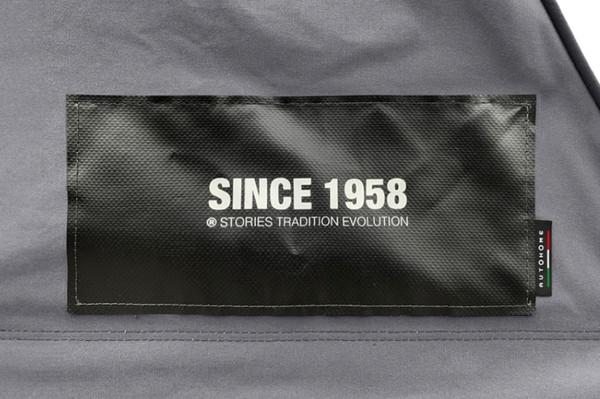 SINCE 1958
® STORIES TRADITION EVOLUTION
AUTOHOME